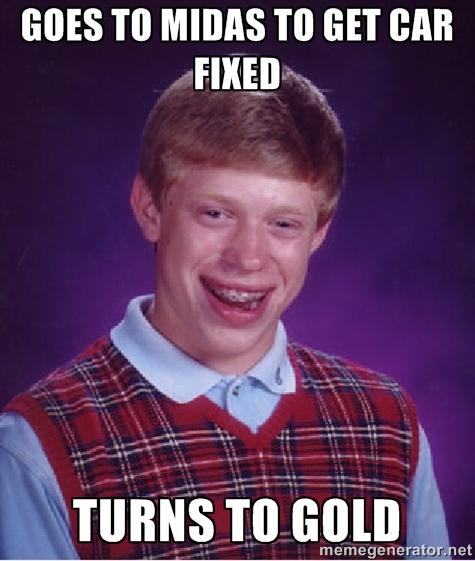 GOES TO MIDAS TO GET CAR
FIXED
TURNS TO GOLD
memegenerator.net